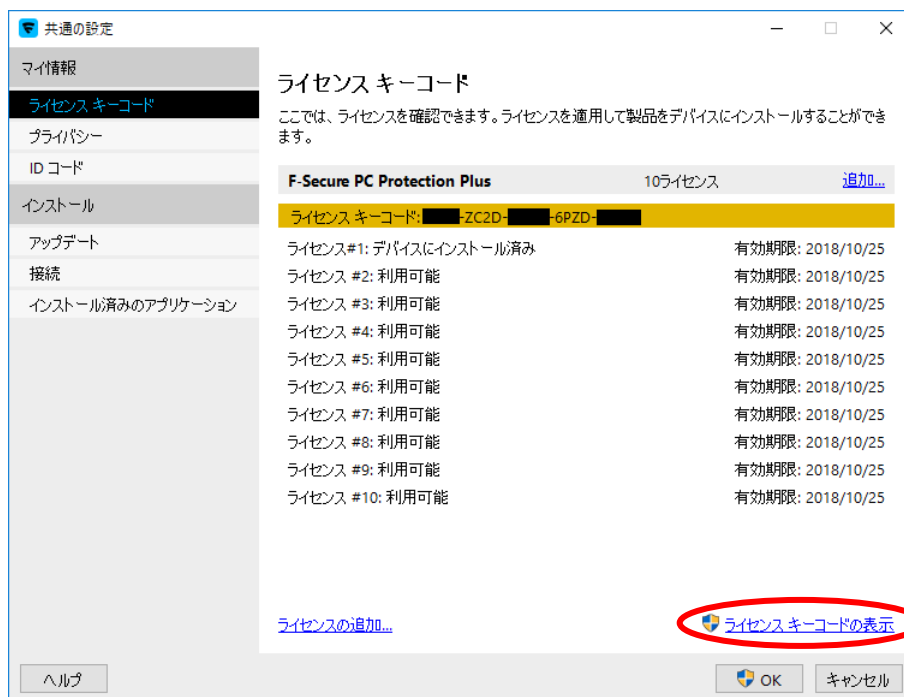 共通の設定
マイ情報
ライセンス キーコード
プライバシー
ID コード
インストール
アップデート
接続
インストール済みのアプリケーション
ライセンス キーコード
ここでは、ライセンスを確認できます。ライセンスを適用して製品をデバイスにインストールすることができ
ます。
F-Secure PC Protection Plus 10ライセンス 追加...
ライセンス キーコード: -ZC2D- -6PZD-
ライセンス#1: デバイスにインストール済み 有効期限: 2018/10/25
ライセンス #2: 利用可能 有効期限: 2018/10/25
ライセンス #3: 利用可能 有効期限: 2018/10/25
ライセンス #4: 利用可能 有効期限: 2018/10/25
ライセンス #5: 利用可能 有効期限: 2018/10/25
ライセンス #6: 利用可能 有効期限: 2018/10/25
ライセンス #7: 利用可能 有効期限: 2018/10/25
ライセンス #8: 利用可能 有効期限: 2018/10/25
ライセンス #9: 利用可能 有効期限: 2018/10/25
ライセンス #10: 利用可能 有効期限: 2018/10/25
ライセンスの追加... ライセンス キーコードの表示
ヘルプ OK キャンセル